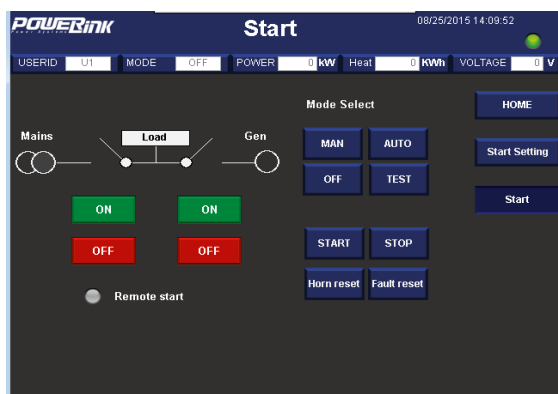 POWERLINK Start 08/25/2015 14:09:52
Power Systems
USERID U1 MODE OFF POWER 0 kW Heat 0 KWh VOLTAGE 0 V
Mode Select HOME
Mains Load Gen MAN AUTO
Start Setting
OFF TEST
ON ON Start
OFF OFF START STOP
Remote start Horn reset Fault reset